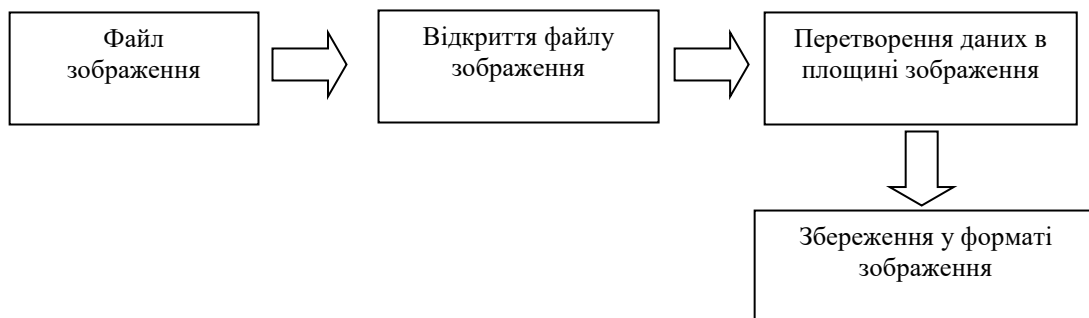 Файл
зображення
Відкриття файлу
зображення
Перетворення даних в
площині зображення
Збереження у форматі
зображення